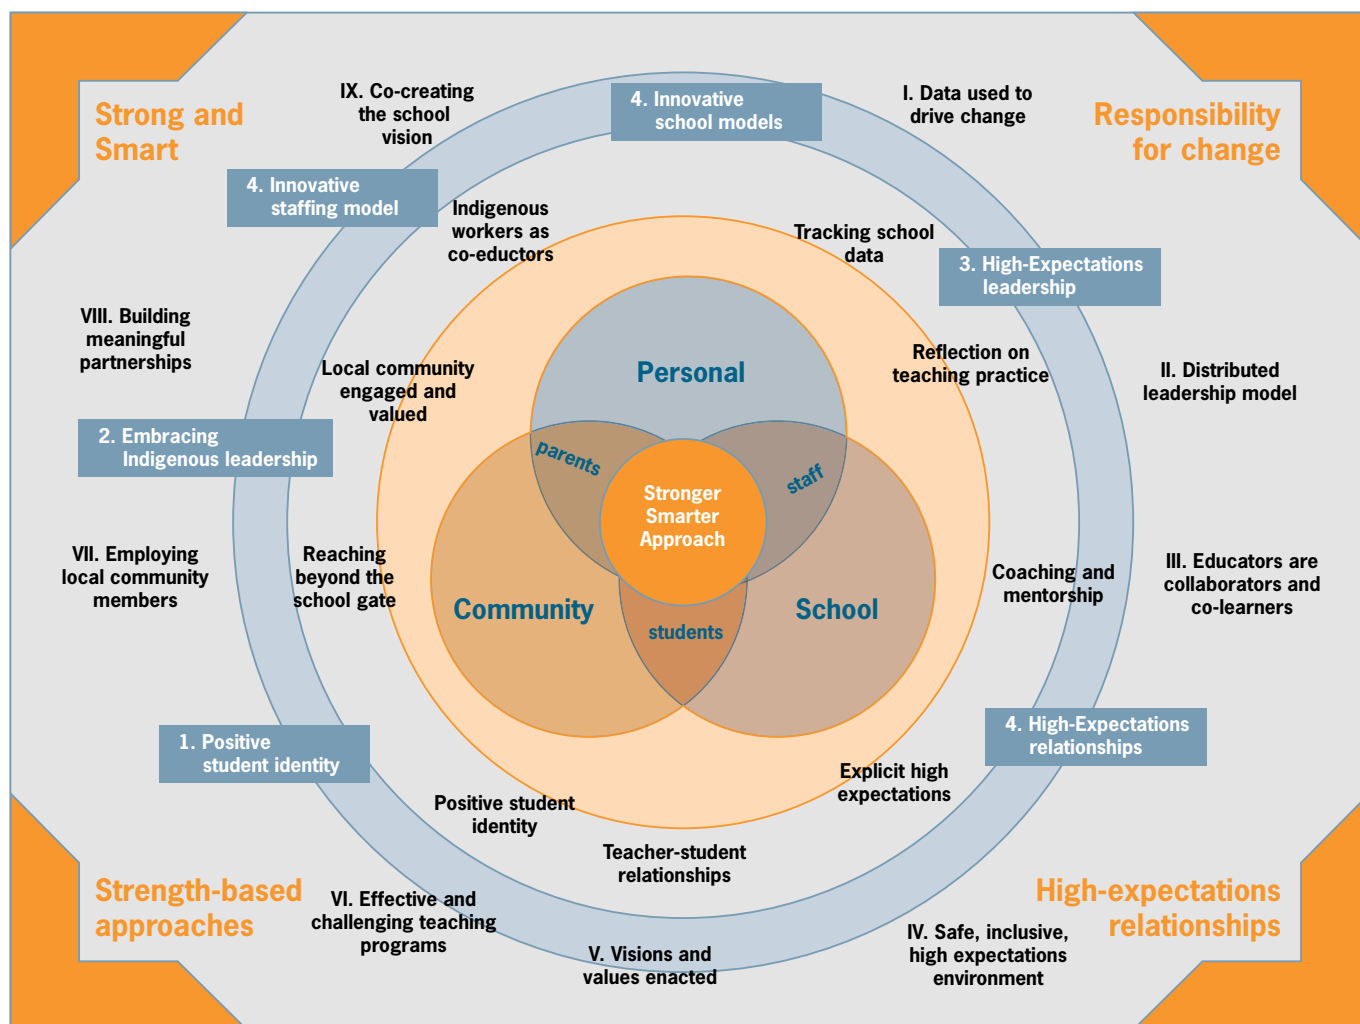 Strong and
Smart
IX. Co-creating
the school
vision
4. Innovative
school models
I. Data used to
drive change
Responsibility
for change
4. Innovative
staffing model
Indigenous
workers as
co-eductors
Tracking school
data
3. High-Expectations
leadership
VIII. Building
meaningful
partnerships
Local community
engaged and
valued
Personal
Reflection on
teaching practice
II. Distributed
leadership model
2. Embracing
Indigenous leadership
parents
staff
Stronger
Smarter
Approach
VII. Employing
local community
members
Reaching
beyond the
school gate
Community
students
School
Coaching and
mentorship
III. Educators are
collaborators and
co-learners
1. Positive
student identity
4. High-Expectations
relationships
Positive student
identity
Explicit high
expectations
Teacher-student
relationships
Strength-based
approaches
VI. Effective and
challenging teaching
programs
V. Visions and
values enacted
IV. Safe, inclusive,
high expectations
environment
High-expectations
relationships